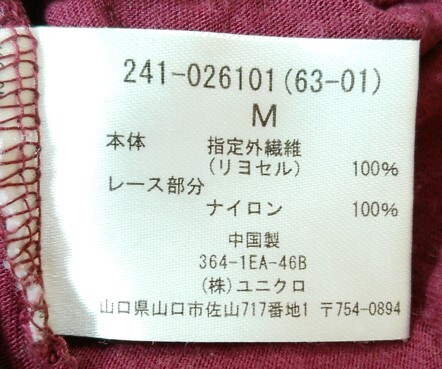 241-026101(63-01)
M
本体 指定外繊維
(リヨセル) 100%
レース部分
ナイロン 100%
中国製
364-1EA-46B
(株)ユニクロ
山口県山口市佐山717番地1 〒754-0894